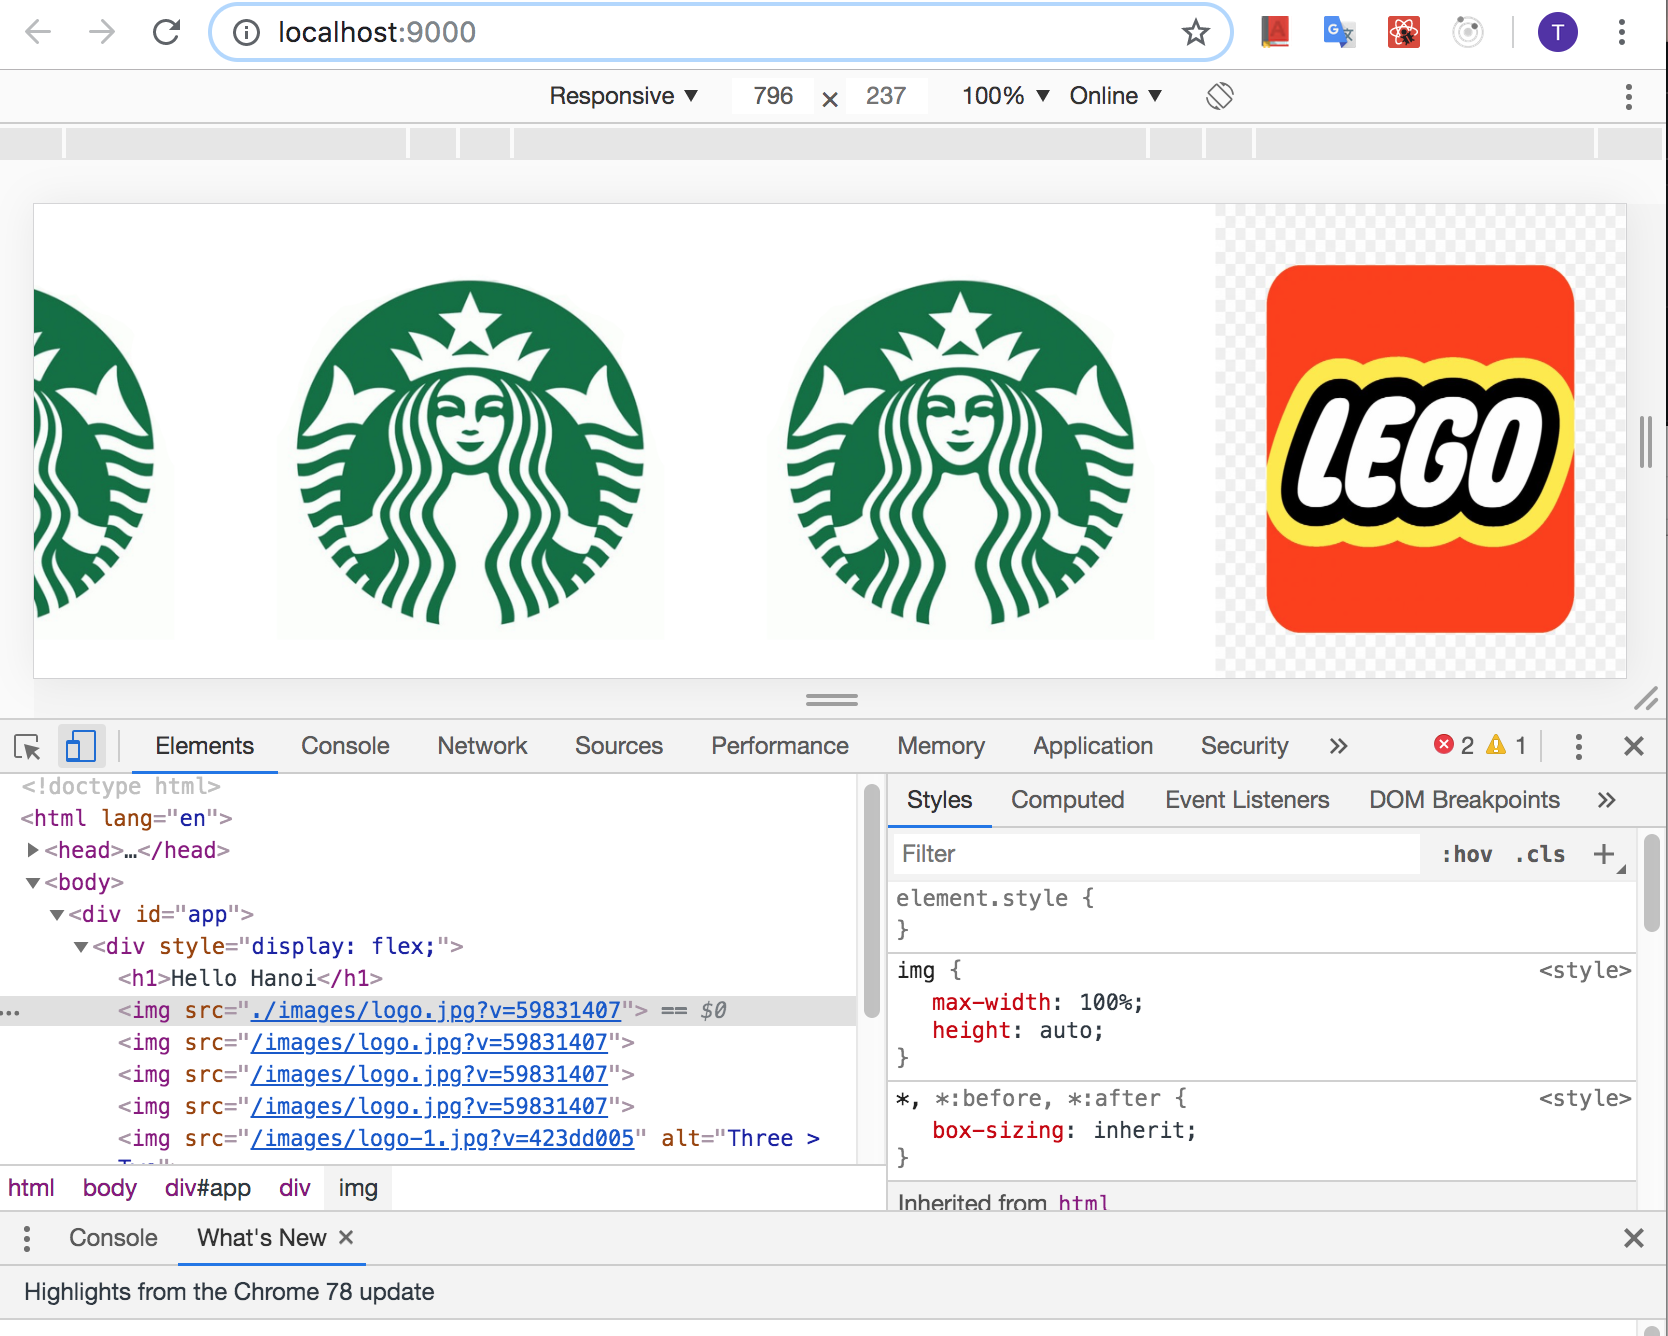 localhost:9000
T
Responsive ▼ 796 × 237 100% ▼ Online ▼
LEGO
Elements Console Network Sources Performance Memory Application Security » 2 1
<!doctype html>
<html lang="en">
▶<head>…</head>
▼<body>
▼<div id="app">
▼<div style="display: flex;">
<h1>Hello Hanoi</h1>
<img src="./images/logo.jpg?v=59831407"> == $0
<img src="/images/logo.jpg?v=59831407">
<img src="/images/logo.jpg?v=59831407">
<img src="/images/logo.jpg?v=59831407">
<img src="/images/logo-1.jpg?v=423dd005" alt="Three >
html body div#app div img
Styles Computed Event Listeners DOM Breakpoints »
Filter :hov .cls +
element.style {
}
img { <style>
max-width: 100%;
height: auto;
}
*, *:before, *:after { <style>
box-sizing: inherit;
}
Inherited from html
Console What's New ×
Highlights from the Chrome 78 update